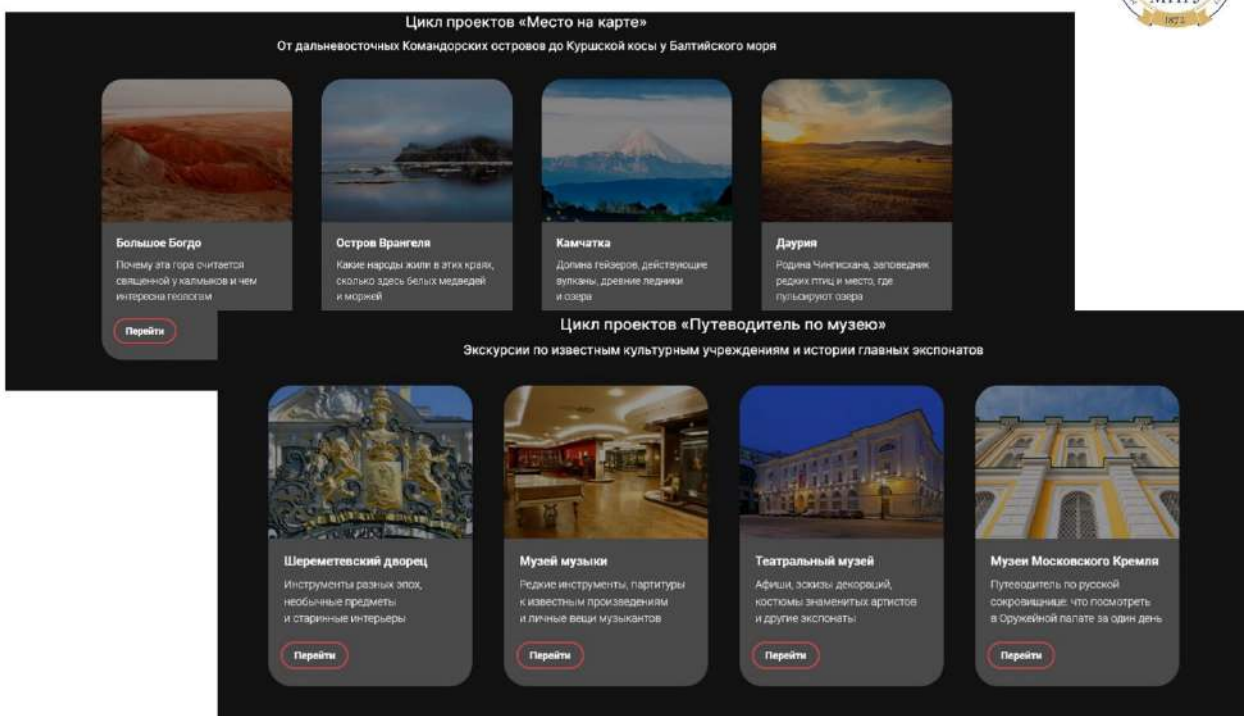 МПГУ
1872
Цикл проектов «Место на карте»
От дальневосточных Командорских островов до Куршской косы у Балтийского моря
Большое Богдо
Почему эта гора считается
священной у калмыков и чем
интересна геологам
Перейти
Остров Врангеля
Какие народы жили в этих краях,
сколько здесь белых медведей
и моржей
Камчатка
Долина гейзеров, действующие
вулканы, древние ледники
и озера
Даурия
Родина Чингисхана, заповедник
редких птиц и место, где
пульсируют озера
Цикл проектов «Путеводитель по музею»
Экскурсии по известным культурным учреждениям и истории главных экспонатов
Шереметевский дворец
Инструменты разных эпох,
необычные предметы
и старинные интерьеры
Перейти
Музей музыки
Редкие инструменты, партитуры
к известным произведениям
и личные вещи музыкантов
Перейти
Театральный музей
Афиши, эскизы декораций,
костюмы знаменитых артистов
и другие экспонаты
Перейти
Музеи Московского Кремля
Путеводитель по русской
сокровищнице: что посмотреть
в Оружейной палате за один день
Перейти